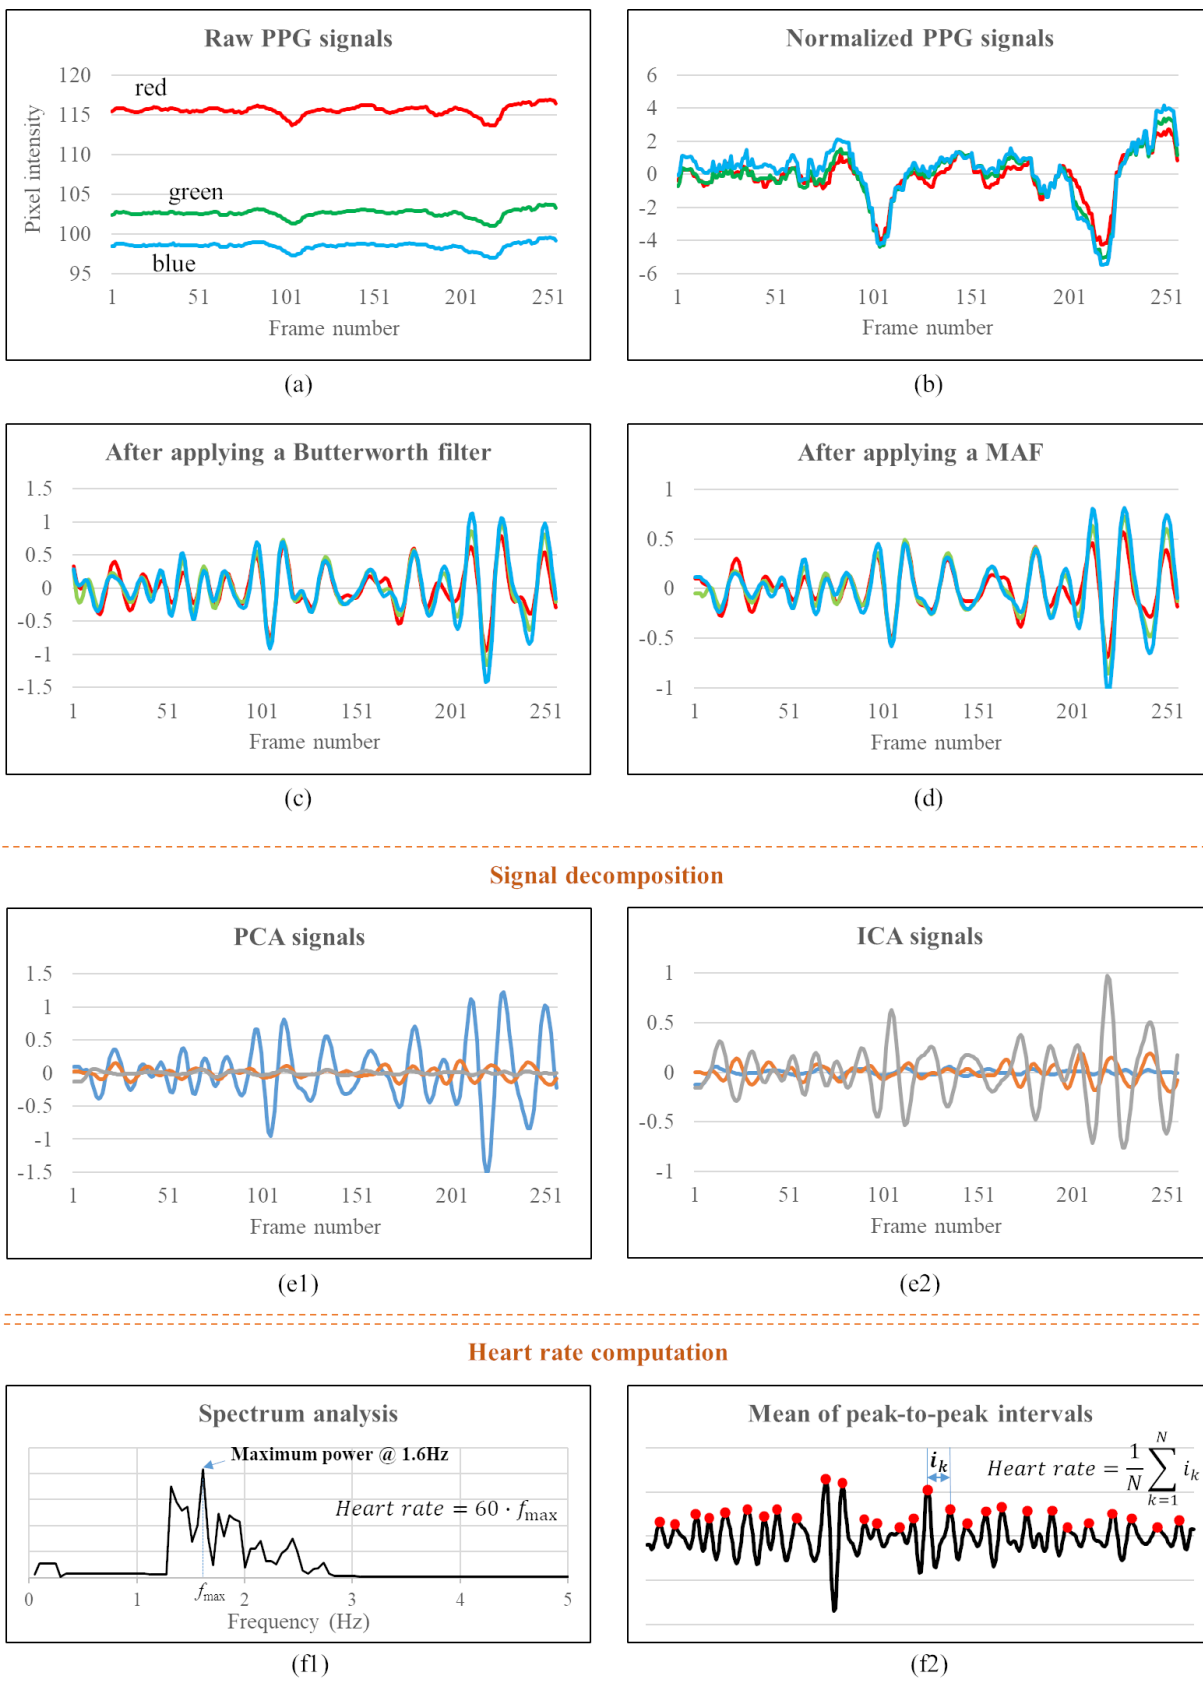 Raw PPG signals
120
115
110
105
100
95
Pixel intensity
red
green
blue
1 51 101 151 201 251
Frame number
(a)
Normalized PPG signals
6
4
2
0
-2
-4
-6
1 51 101 151 201 251
Frame number
(b)
After applying a Butterworth filter
1.5
1
0.5
0
-0.5
-1
-1.5
1 51 101 151 201 251
Frame number
(c)
After applying a MAF
1
0.5
0
-0.5
-1
1 51 101 151 201 251
Frame number
(d)
Signal decomposition
PCA signals
1.5
1
0.5
0
-0.5
-1
-1.5
1 51 101 151 201 251
Frame number
(e1)
ICA signals
1
0.5
0
-0.5
-1
1 51 101 151 201 251
Frame number
(e2)
Heart rate computation
Spectrum analysis
Maximum power @ 1.6Hz
Heart rate = 60 · f_max
0 1 f_max 2 3 4 5
Frequency (Hz)
(f1)
Mean of peak-to-peak intervals
i_k
Heart rate = \frac{1}{N} \sum_{k=1}^{N} i_k
(f2)